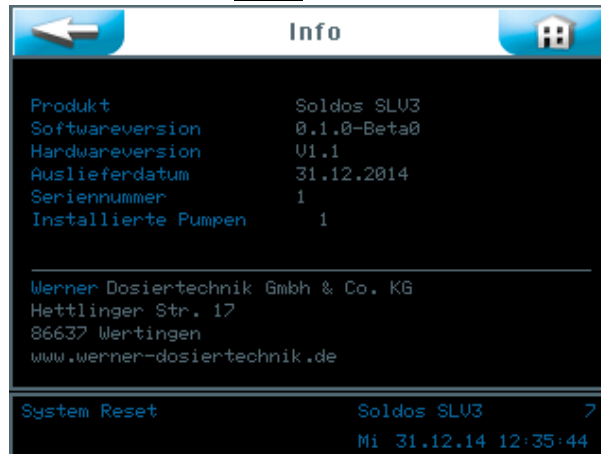 Info
Produkt Soldos SLV3
Softwareversion 0.1.0-Beta0
Hardwareversion V1.1
Auslieferdatum 31.12.2014
Seriennummer 1
Installierte Pumpen 1
Werner Dosiertechnik Gmbh & Co. KG
Hettlinger Str. 17
86637 Wertingen
www.werner-dosiertechnik.de
System Reset Soldos SLV3 7
Mi 31.12.14 12:35:44